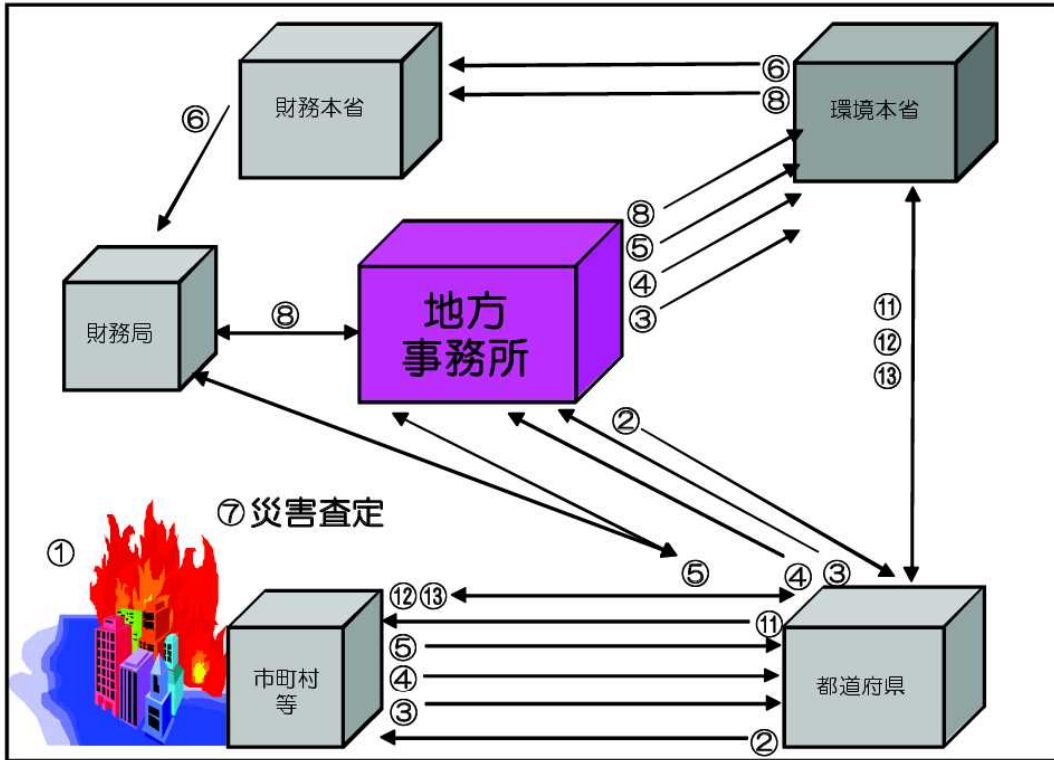 ⑥
⑧
財務本省
環境本省
⑥
⑧
⑤
④
③
地方
事務所
財務局
⑧
⑪
⑫
⑬
②
⑦災害査定
①
⑤
④
③
⑫⑬
⑪
⑤
④
③
②
市町村
等
都道府県